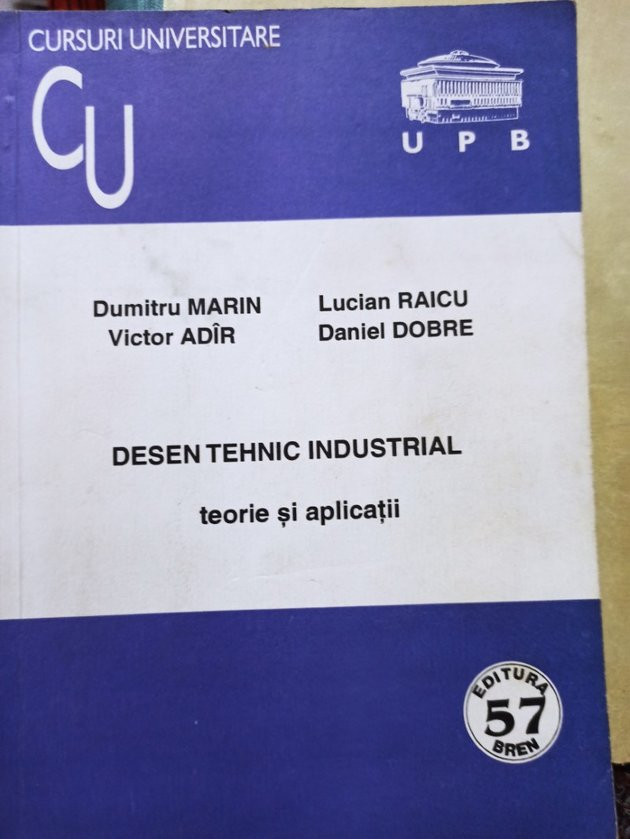 CURSURI UNIVERSITARE
CU
UPB
Dumitru MARIN
Victor ADÎR
Lucian RAICU
Daniel DOBRE
DESEN TEHNIC INDUSTRIAL
teorie și aplicații
EDITURA
57
BREN